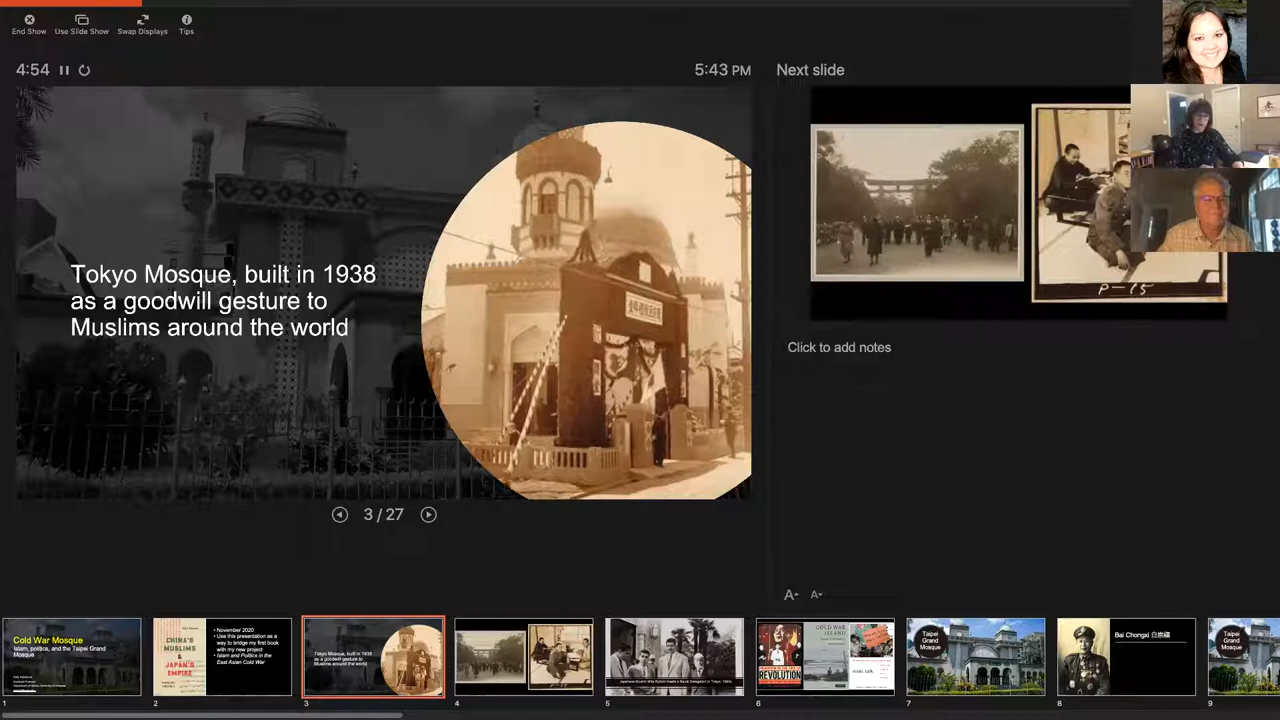 End Show
Use Slide Show
Swap Displays
Tips
4:54
5:43 PM
Next slide
Tokyo Mosque, built in 1938
as a goodwill gesture to
Muslims around the world
P-15
Click to add notes
3 / 27
A
A
Cold War Mosque
Islam, politics, and the Taipei Grand
Mosque
CHINA'S
MUSLIMS
&
JAPAN'S
EMPIRE
• November 2020
• Use this presentation as a
way to bridge my first book
with my new project
• Islam and Politics in the
East Asian Cold War
Tokyo Mosque, built in 1938
as a goodwill gesture to
Muslims around the world
REVOLUTION
COLD WAR
ISLAND
Taipei
Grand
Mosque
Bai Chongxi 白崇禧
Taipei
Grand
Mosque
1
2
3
4
5
6
7
8
9